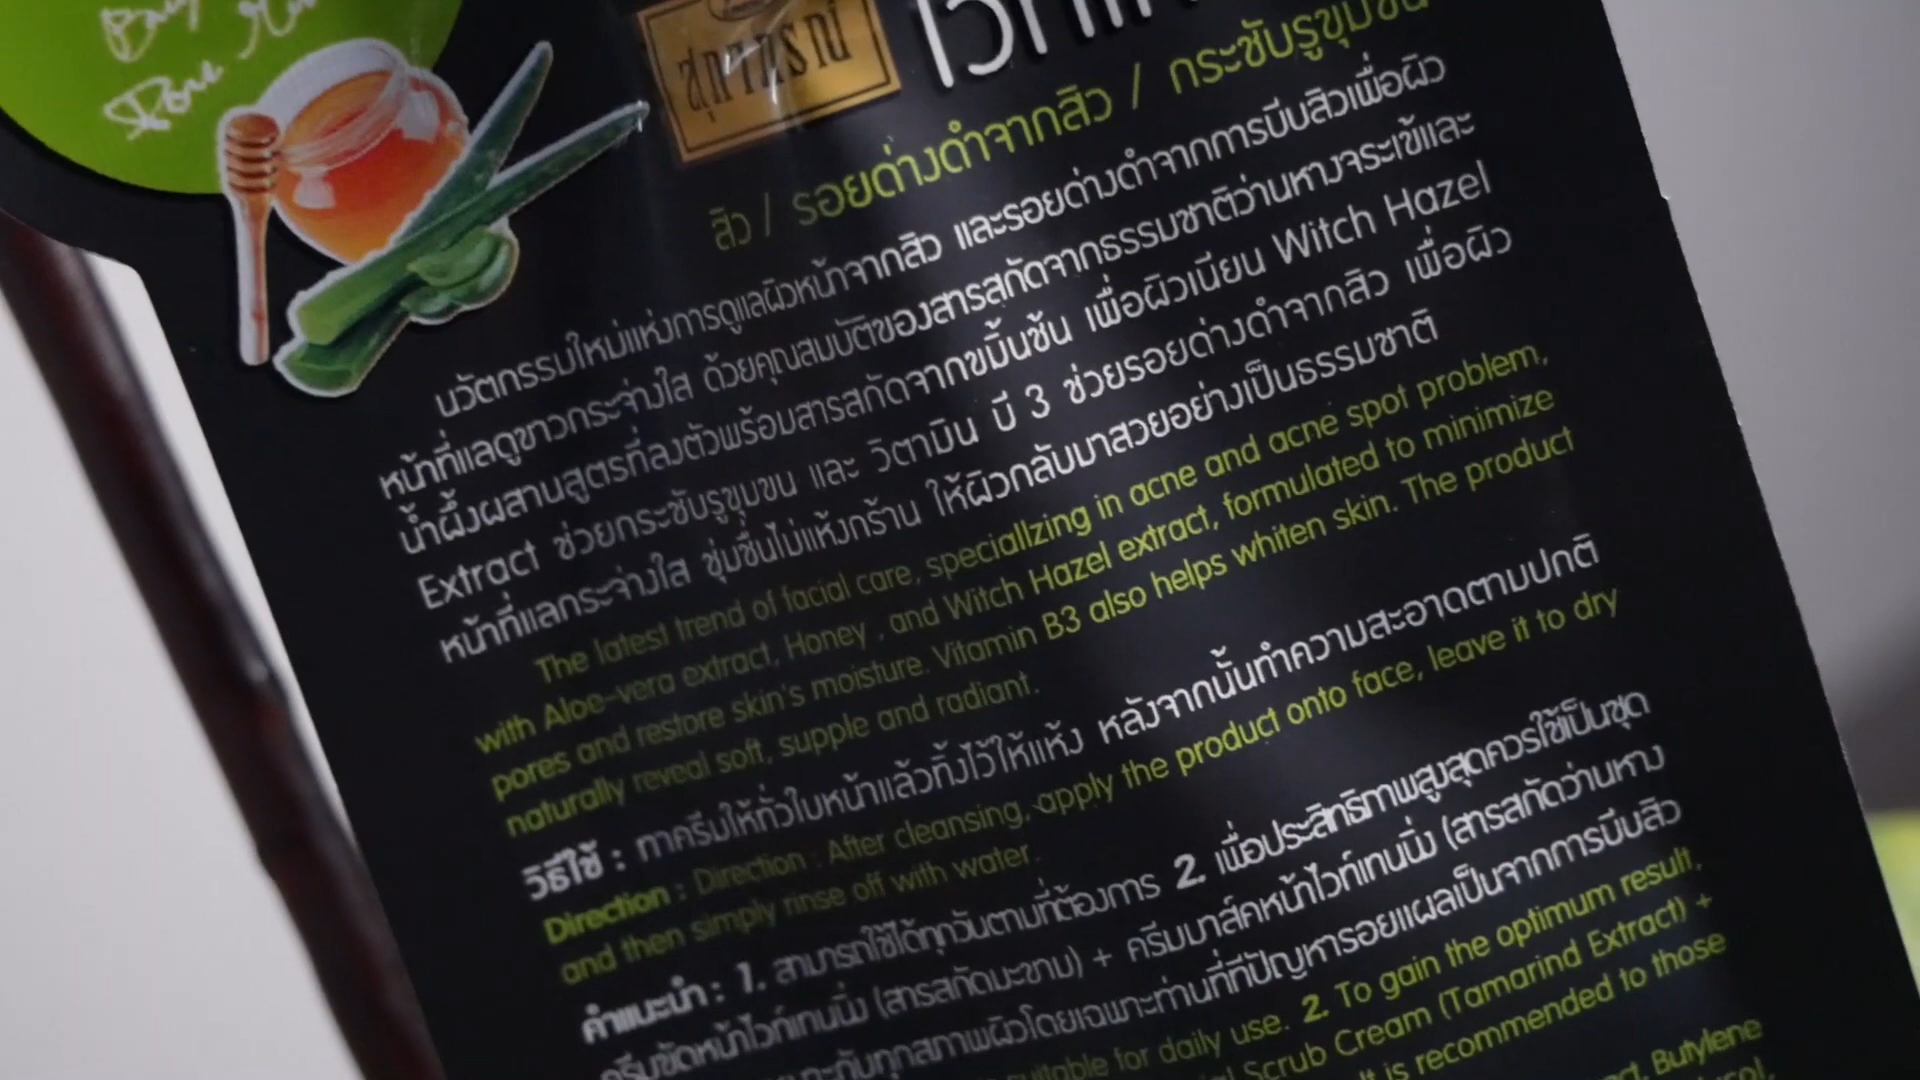 สุภาภรณ์
สิว / รอยด่างดำจากสิว / กระชับรูขุมขน
นวัตกรรมใหม่แห่งการดูแลผิวหน้าจากสิว และรอยด่างดำจากการบีบสิวเพื่อผิว
หน้าที่แลดูขาวกระจ่างใส ด้วยคุณสมบัติของสารสกัดจากธรรมชาติว่านหางจระเข้และ
น้ำผึ้งผสานสูตรที่ลงตัวพร้อมสารสกัดจากขมิ้นชัน เพื่อผิวเนียน Witch Hazel
Extract ช่วยกระชับรูขุมขน และ วิตามิน บี 3 ช่วยรอยด่างดำจากสิว เพื่อผิว
หน้าที่แลกระจ่างใส ชุ่มชื่นไม่แห้งกร้าน ให้ผิวกลับมาสวยอย่างเป็นธรรมชาติ
The latest trend of facial care, speciallzing in acne and acne spot problem,
with Aloe-vera extract, Honey , and Witch Hazel extract, formulated to minimize
pores and restore skin's moisture. Vitamin B3 also helps whiten skin. The product
naturally reveal soft, supple and radiant.
วิธีใช้ : ทาครีมให้ทั่วใบหน้าแล้วทิ้งไว้ให้แห้ง หลังจากนั้นทำความสะอาดตามปกติ
Direction : Direction : After cleansing, apply the product onto face, leave it to dry
and then simply rinse off with water.
คำแนะนำ : 1. สามารถใช้ได้ทุกวันตามที่ต้องการ 2. เพื่อประสิทธิภาพสูงสุดควรใช้เป็นชุด
ครีมขัดหน้าไวท์เทนนิ่ง (สารสกัดมะขาม) + ครีมมาส์คหน้าไวท์เทนนิ่ง (สารสกัดว่านหาง
กับทุกสภาพผิวโดยเฉพาะท่านที่ทีปัญหารอยแผลเป็นจากการบีบสิว
suitable for daily use. 2. To gain the optimum result,
Scrub Cream (Tamarind Extract) +
It is recommended to those
Butylene